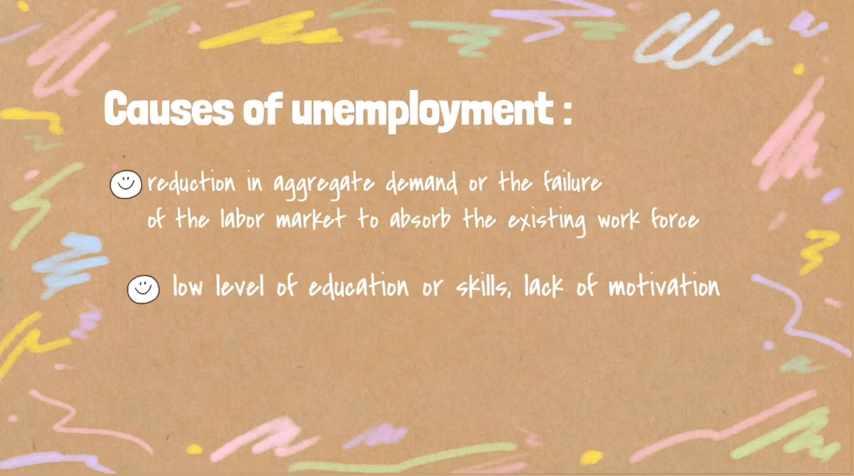 Causes of unemployment :
reduction in aggregate demand or the failure
of the labor market to absorb the existing work force
low level of education or skills, lack of motivation